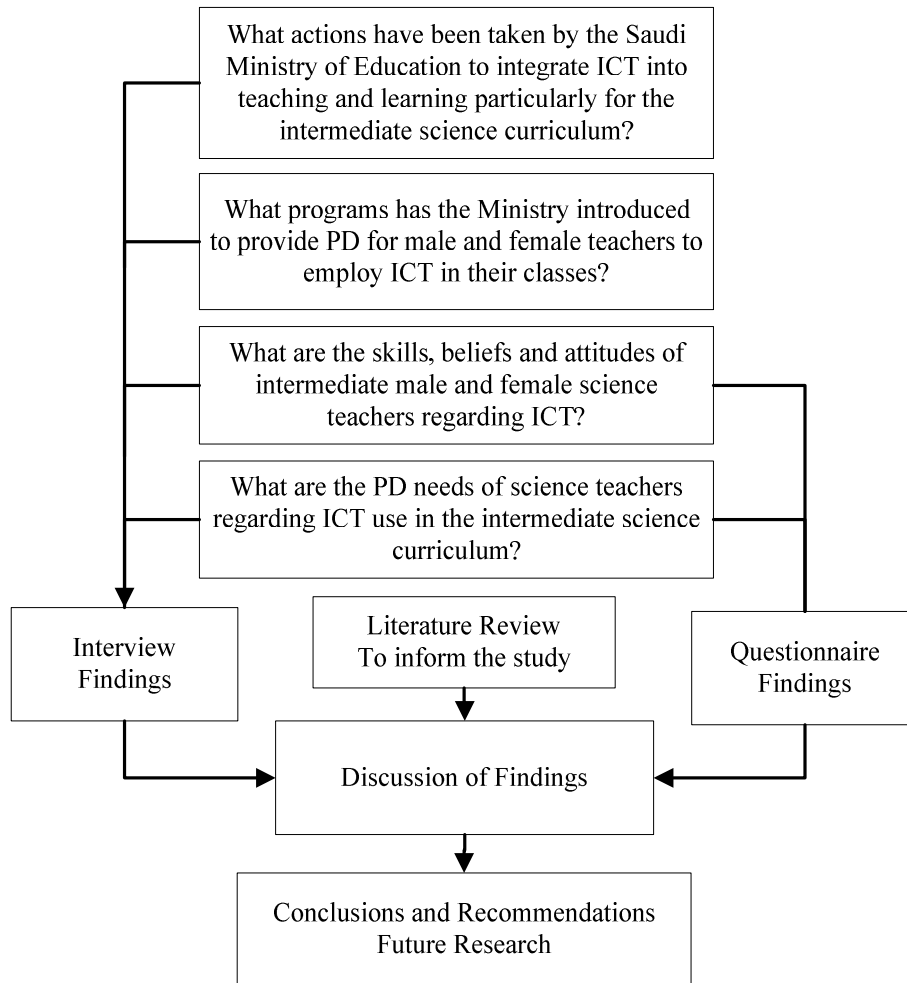 What actions have been taken by the Saudi
Ministry of Education to integrate ICT into
teaching and learning particularly for the
intermediate science curriculum?
What programs has the Ministry introduced
to provide PD for male and female teachers to
employ ICT in their classes?
What are the skills, beliefs and attitudes of
intermediate male and female science
teachers regarding ICT?
What are the PD needs of science teachers
regarding ICT use in the intermediate science
curriculum?
Interview
Findings
Literature Review
To inform the study
Questionnaire
Findings
Discussion of Findings
Conclusions and Recommendations
Future Research